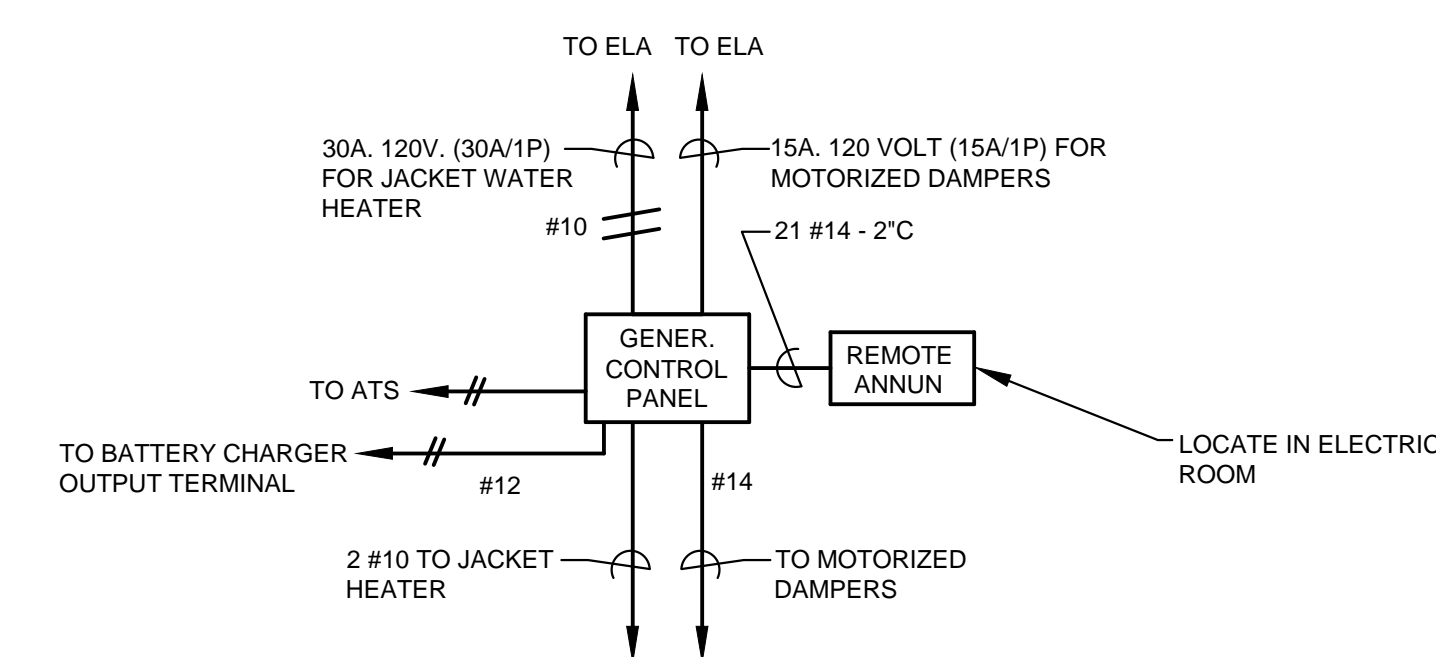 TO ELA TO ELA
30A. 120V. (30A/1P)
FOR JACKET WATER
HEATER
15A. 120 VOLT (15A/1P) FOR
MOTORIZED DAMPERS
#10
21 #14 - 2"C
GENER.
CONTROL
PANEL
REMOTE
ANNUN
TO ATS
TO BATTERY CHARGER
OUTPUT TERMINAL
#12
#14
LOCATE IN ELECTRIC
ROOM
2 #10 TO JACKET
HEATER
TO MOTORIZED
DAMPERS